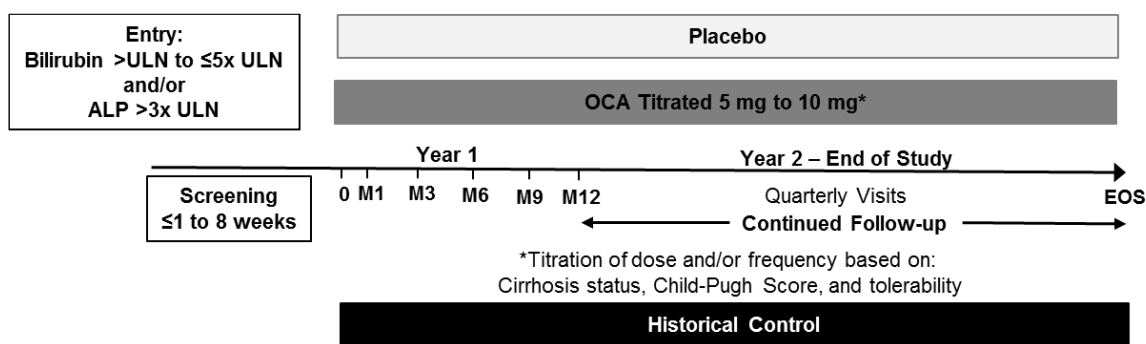 Entry:
Bilirubin >ULN to ≤5x ULN
and/or
ALP >3x ULN
Placebo
OCA Titrated 5 mg to 10 mg*
Year 1
Year 2 – End of Study
Screening
≤1 to 8 weeks
0 M1 M3 M6 M9 M12
Quarterly Visits
EOS
Continued Follow-up
*Titration of dose and/or frequency based on:
Cirrhosis status, Child-Pugh Score, and tolerability
Historical Control